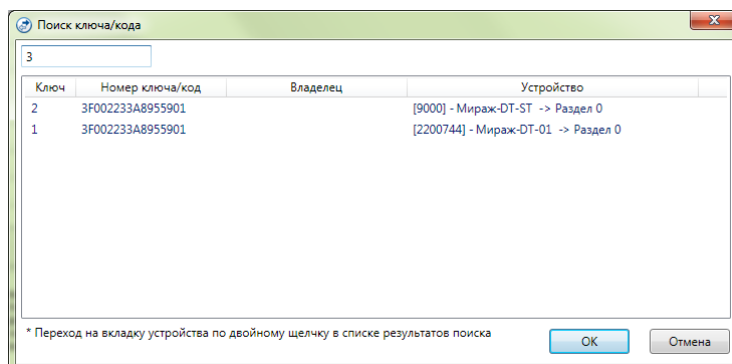 Поиск ключа/кода
3
Ключ Номер ключа/код Владелец Устройство
2 3F002233A8955901 [9000] - Мираж-DT-ST -> Раздел 0
1 3F002233A8955901 [2200744] - Мираж-DT-01 -> Раздел 0
* Переход на вкладку устройства по двойному щелчку в списке результатов поиска
OK Отмена